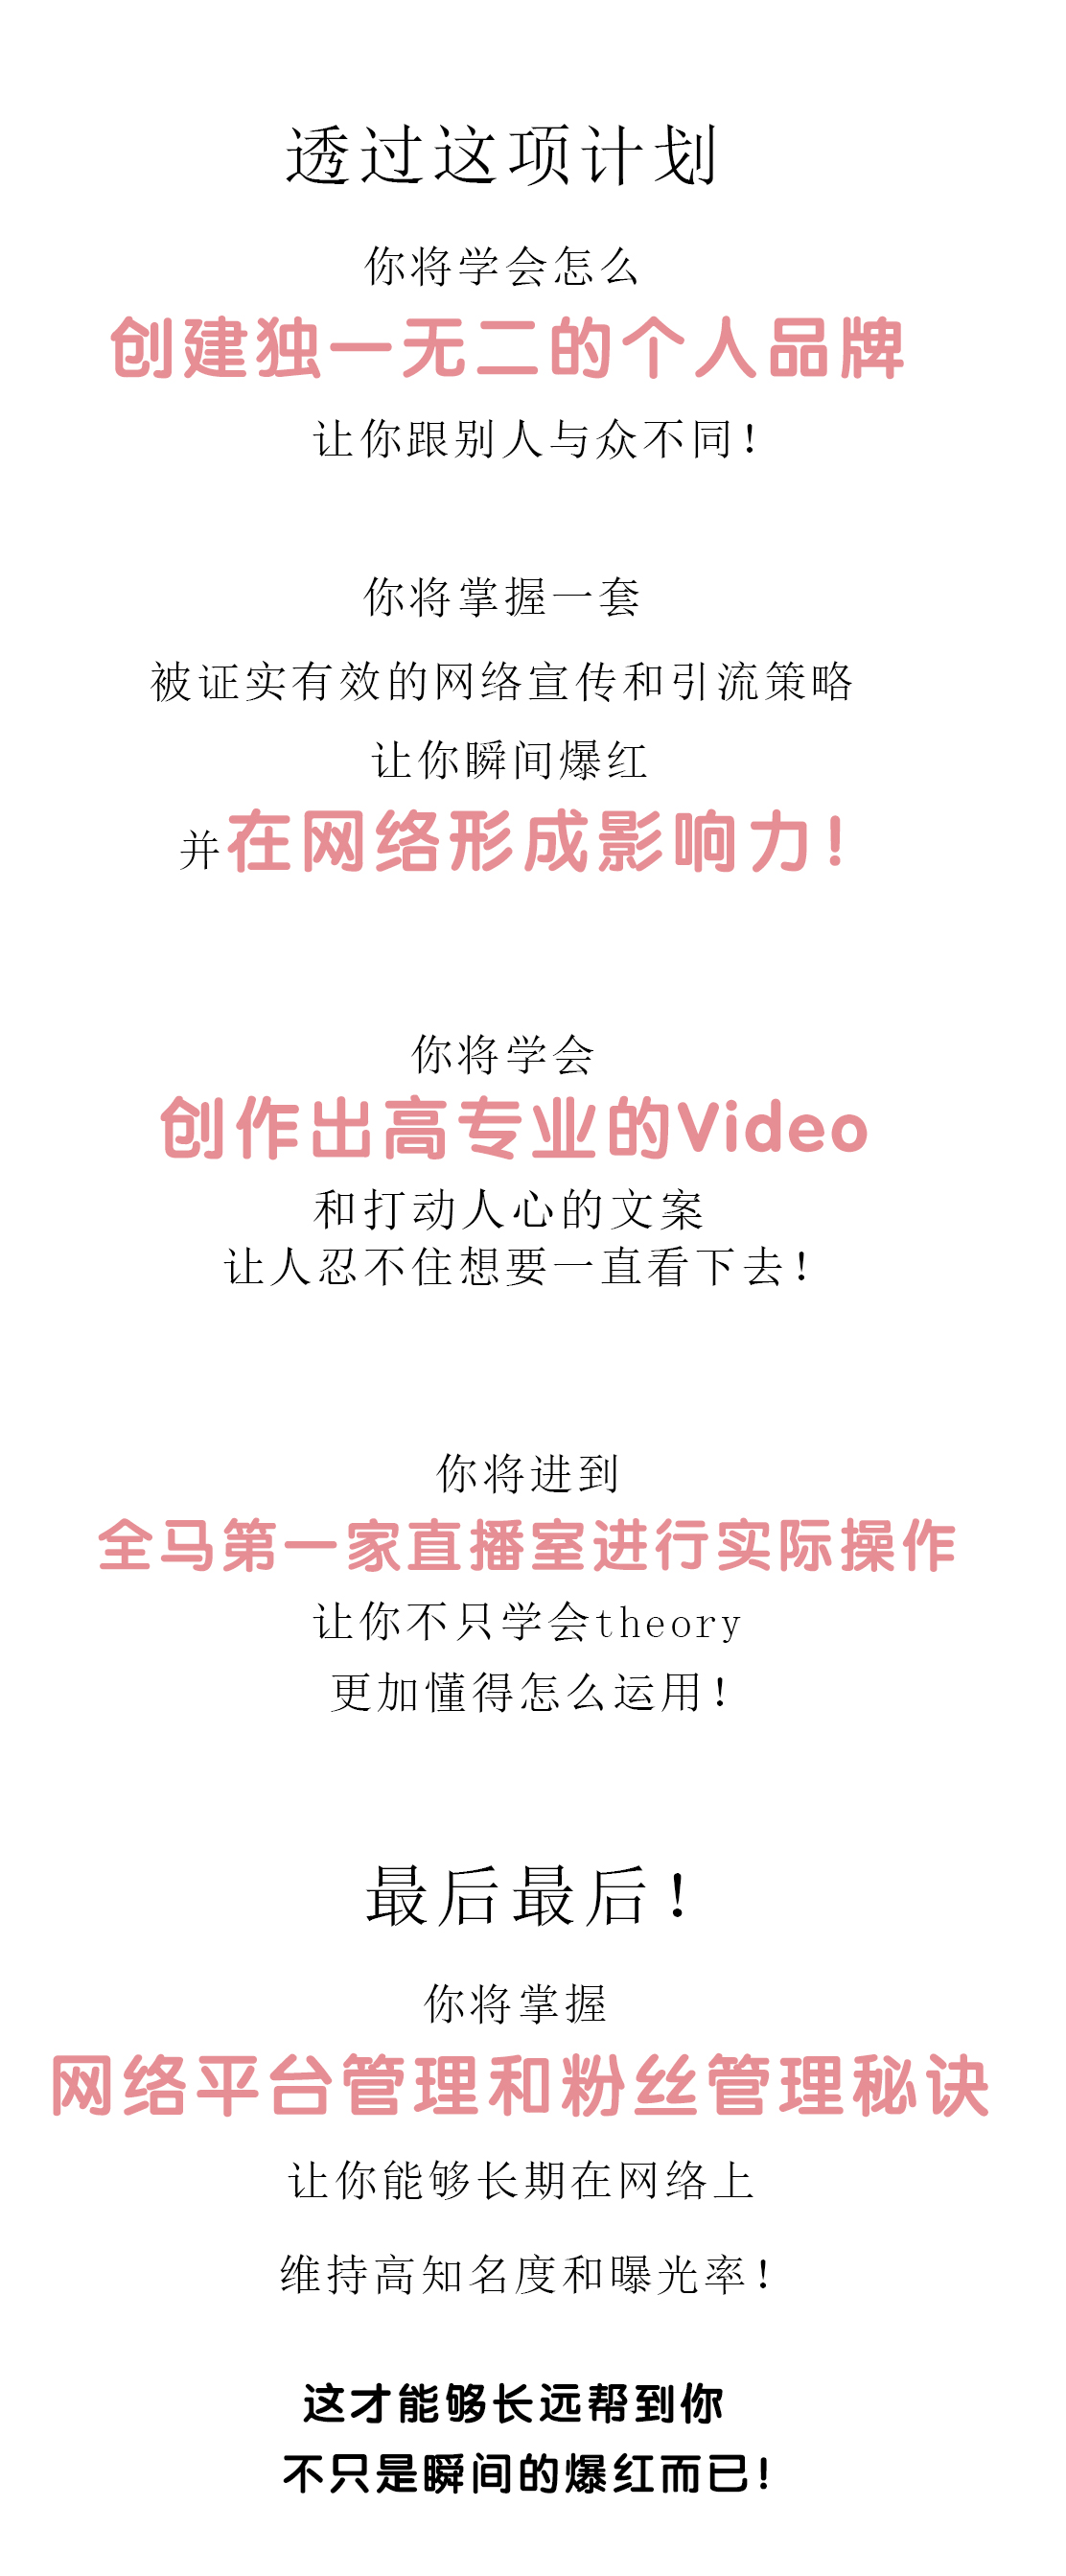 透过这项计划
你将学会怎么
创建独一无二的个人品牌
让你跟别人与众不同！
你将掌握一套
被证实有效的网络宣传和引流策略
让你瞬间爆红
并在网络形成影响力！
你将学会
创作出高专业的Video
和打动人心的文案
让人忍不住想要一直看下去！
你将进到
全马第一家直播室进行实际操作
让你不只学会theory
更加懂得怎么运用！
最后最后！
你将掌握
网络平台管理和粉丝管理秘诀
让你能够长期在网络上
维持高知名度和曝光率！
这才能够长远帮到你
不只是瞬间的爆红而已！